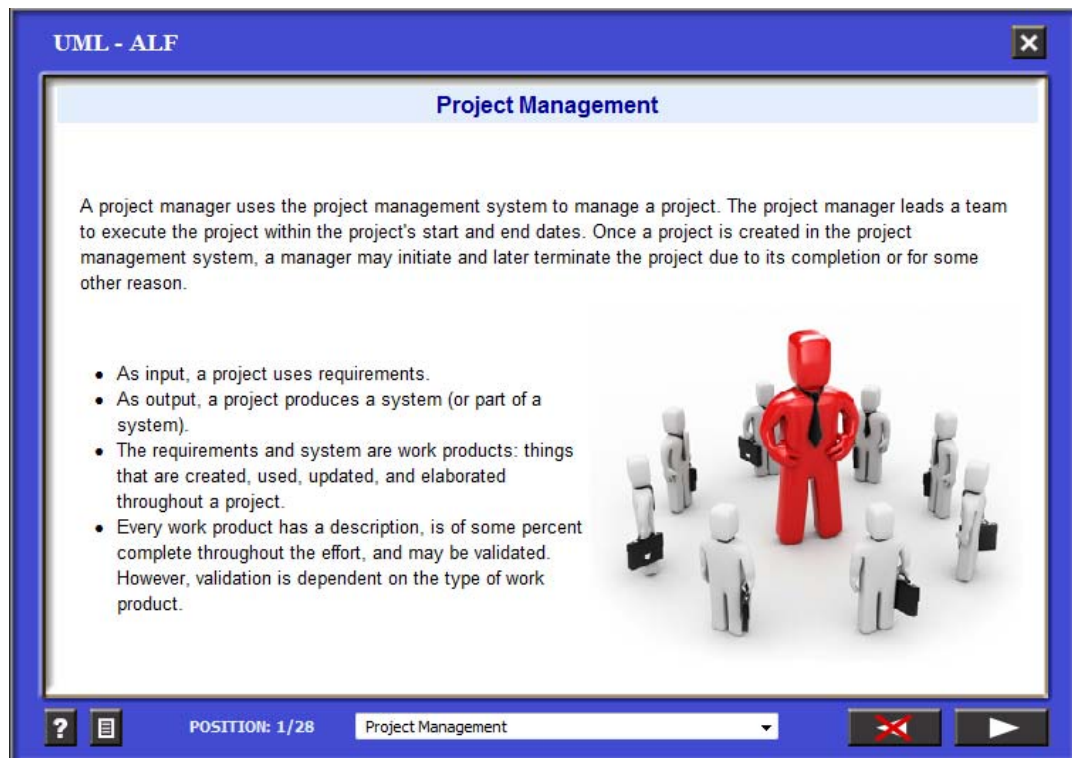 UML - ALF
Project Management
A project manager uses the project management system to manage a project. The project manager leads a team
to execute the project within the project's start and end dates. Once a project is created in the project
management system, a manager may initiate and later terminate the project due to its completion or for some
other reason.
• As input, a project uses requirements.
• As output, a project produces a system (or part of a
system).
• The requirements and system are work products: things
that are created, used, updated, and elaborated
throughout a project.
• Every work product has a description, is of some percent
complete throughout the effort, and may be validated.
However, validation is dependent on the type of work
product.
? POSITION: 1/28 Project Management